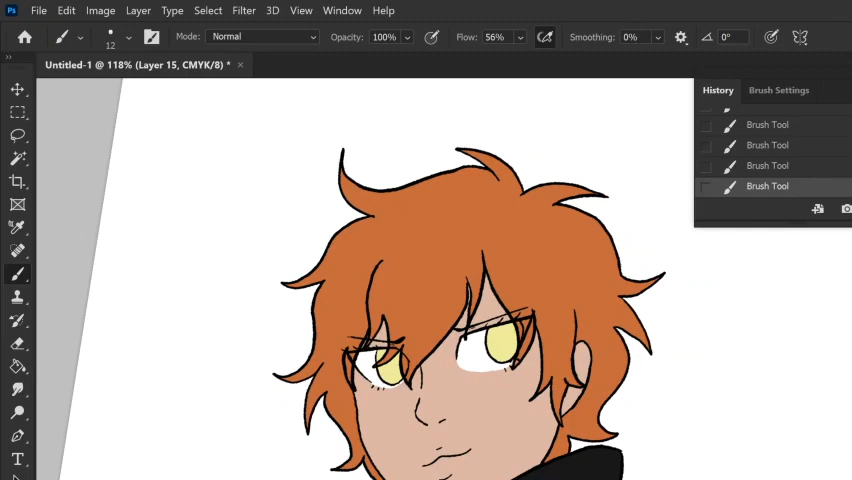 Ps File Edit Image Layer Type Select Filter 3D View Window Help
12 Mode: Normal Opacity: 100% Flow: 56% Smoothing: 0% 0°
Untitled-1 @ 118% (Layer 15, CMYK/8) * ×
History Brush Settings
Brush Tool
Brush Tool
Brush Tool
Brush Tool